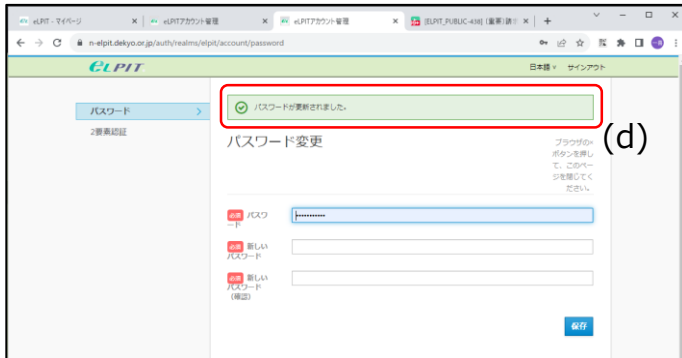 eLPIT - マイページ
eLPITアカウント管理
eLPITアカウント管理
[ELPIT_PUBLIC-438] (重要)請
n-elpit.dekyo.or.jp/auth/realms/elpit/account/password
eLPIT
日本語
サインアウト
パスワード
2要素認証
パスワードが更新されました。
(d)
パスワード変更
ブラウザの×
ボタンを押し
て、このペー
ジを閉じてく
ださい。
必須 パスワ
ード
必須 新しい
パスワード
必須 新しい
パスワード
(確認)
保存